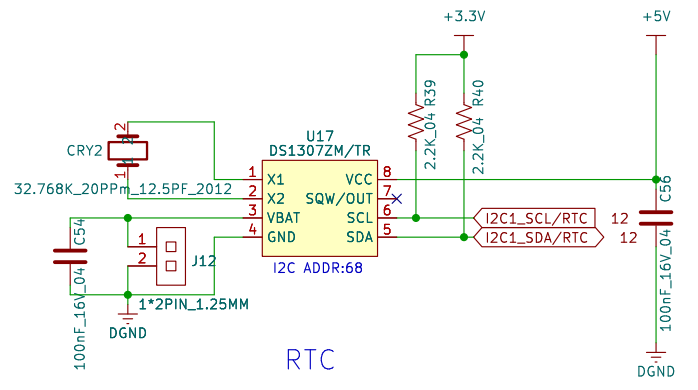 +3.3V
+5V
R39
2.2K_04
R40
2.2K_04
U17
DS1307ZM/TR
CRY2
2
1
32.768K_20PPm_12.5PF_2012
1 X1
2 X2
3 VBAT
4 GND
VCC 8
SQW/OUT 7
SCL 6
SDA 5
I2C ADDR:68
I2C1_SCL/RTC 12
I2C1_SDA/RTC 12
C54
100nF_16V_04
1
2
J12
1*2PIN_1.25MM
DGND
C56
100nF_16V_04
DGND
RTC